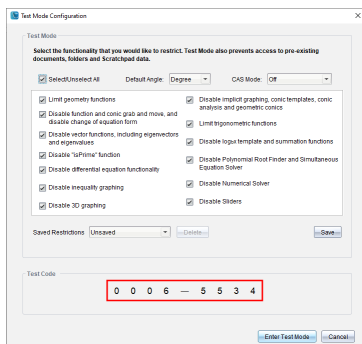 Test Mode Configuration
Test Mode
Select the functionality that you would like to restrict. Test Mode also prevents access to pre-existing
documents, folders and Scratchpad data.
Select/Unselect All Default Angle: Degree CAS Mode: Off
Limit geometry functions
Disable function and conic grab and move, and
disable change of equation form
Disable vector functions, including eigenvectors
and eigenvalues
Disable "isPrime" function
Disable differential equation functionality
Disable inequality graphing
Disable 3D graphing
Disable implicit graphing, conic templates, conic
analysis and geometric conics
Limit trigonometric functions
Disable logₐx template and summation functions
Disable Polynomial Root Finder and Simultaneous
Equation Solver
Disable Numerical Solver
Disable Sliders
Saved Restrictions Unsaved Delete Save
Test Code
0 0 0 6 — 5 5 3 4
Enter Test Mode Cancel